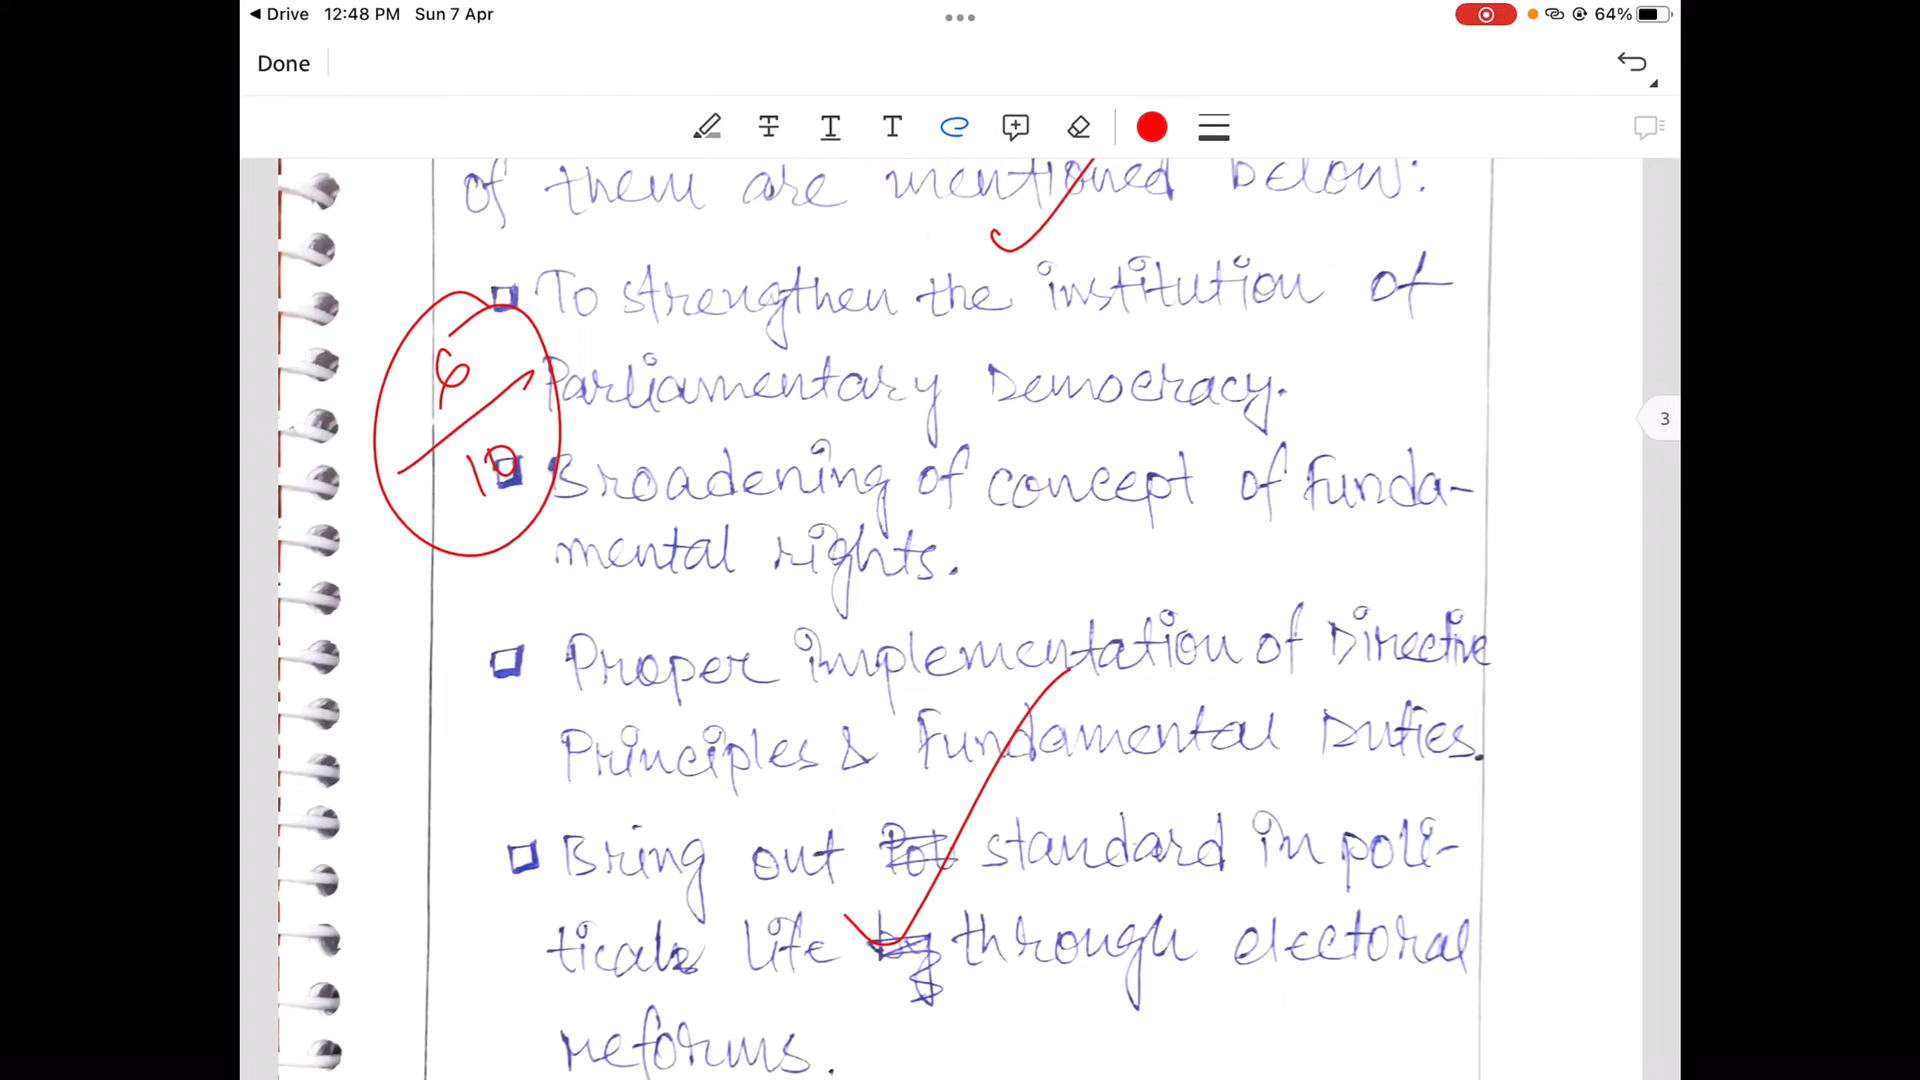 Drive 12:48 PM Sun 7 Apr 64%
Done
of them are mentioned below:
To strengthen the institution of
Parliamentary Democracy.
6
10
Broadening of concept of Funda-
mental rights.
3
Proper implementation of Directive
Principles & Fundamental Duties.
Bring out standard in poli-
tical life through electoral
reforms.